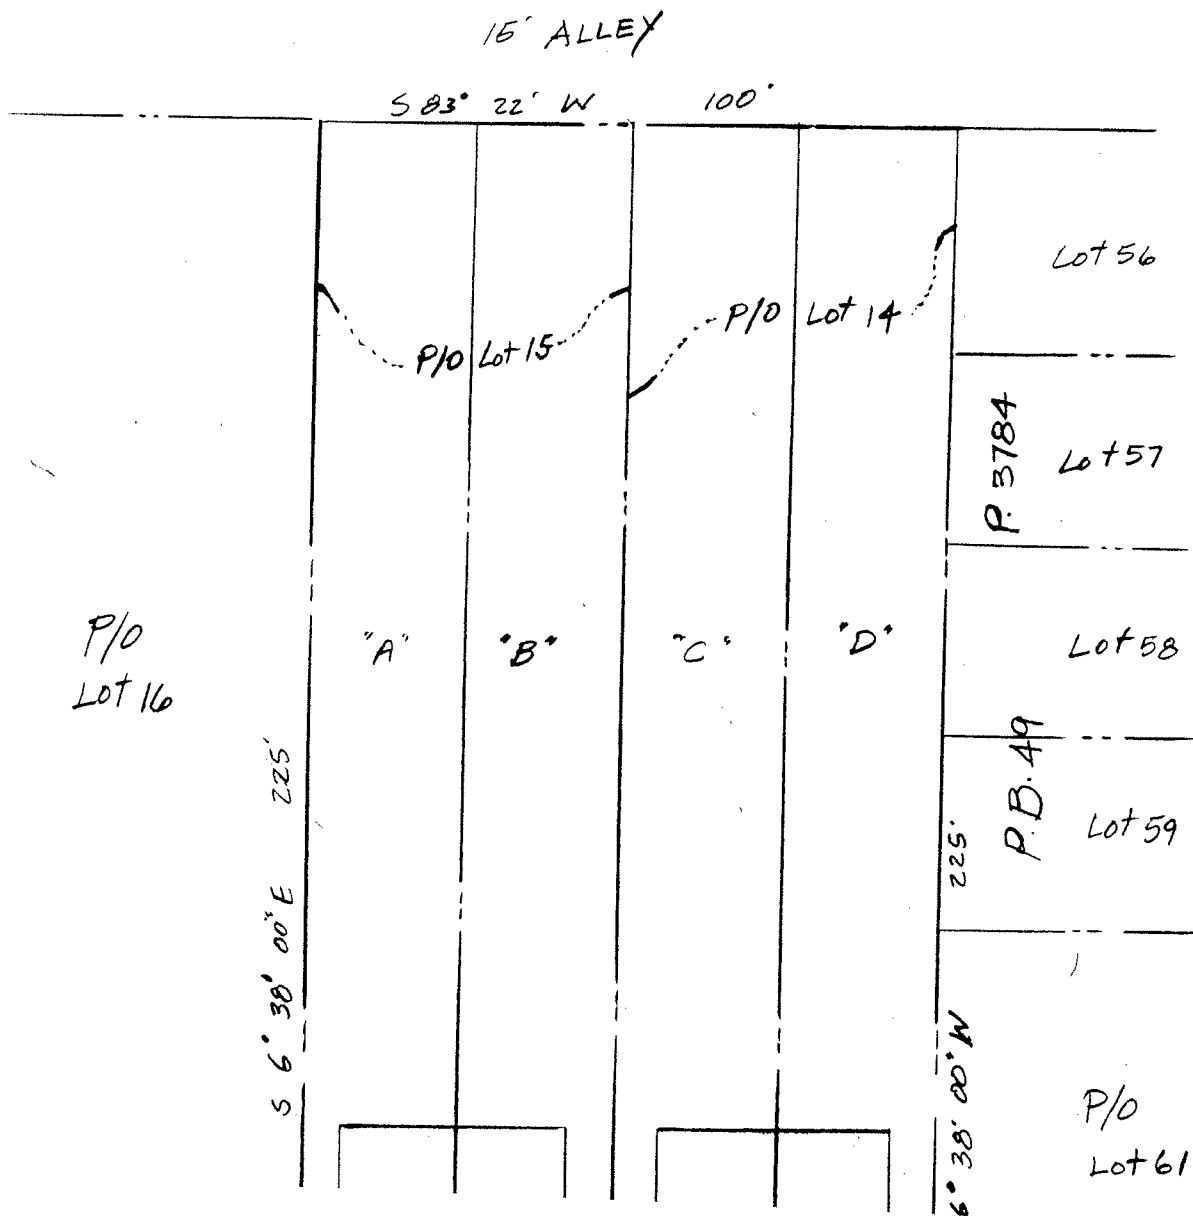 15' ALLEY
S 83° 22' W 100'
Lot 56
P/O Lot 14
P/O Lot 15
P. 3784
Lot 57
P/O
Lot 16
"A" "B" "C" "D"
Lot 58
P.B. 49
225'
225'
Lot 59
S 6° 38' 00" E
6° 38' 00" W
P/O
Lot 61